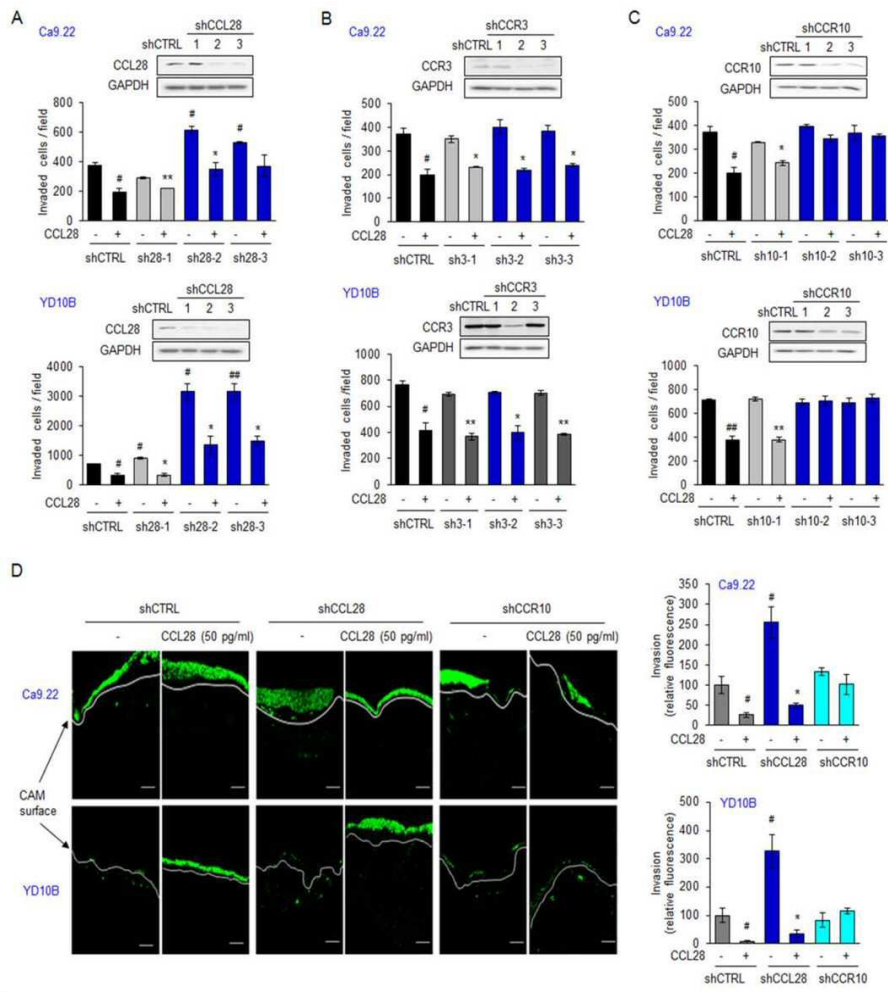 A
Ca9.22
shCCL28
shCTRL 1 2 3
CCL28
GAPDH
Invaded cells / field
800
600
400
200
0
#
**
#
*
#
CCL28 - + - + - + - +
shCTRL sh28-1 sh28-2 sh28-3
YD10B
shCCL28
shCTRL 1 2 3
CCL28
GAPDH
Invaded cells / field
4000
3000
2000
1000
0
#
#
*
#
*
##
*
CCL28 - + - + - + - +
shCTRL sh28-1 sh28-2 sh28-3
B
Ca9.22
shCCR3
shCTRL 1 2 3
CCR3
GAPDH
Invaded cells / field
500
400
300
200
100
0
#
*
*
*
CCL28 - + - + - + - +
shCTRL sh3-1 sh3-2 sh3-3
YD10B
shCCR3
shCTRL 1 2 3
CCR3
GAPDH
Invaded cells /field
1000
800
600
400
200
0
#
**
*
**
CCL28 - + - + - + - +
shCTRL sh3-1 sh3-2 sh3-3
C
Ca9.22
shCCR10
shCTRL 1 2 3
CCR10
GAPDH
Invaded cells / field
500
400
300
200
100
0
#
*
CCL28 - + - + - + - +
shCTRL sh10-1 sh10-2 sh10-3
YD10B
shCCR10
shCTRL 1 2 3
CCR10
GAPDH
Invaded cells / field
1000
800
600
400
200
0
##
**
CCL28 - + - + - + - +
shCTRL sh10-1 sh10-2 sh10-3
D
shCTRL shCCL28 shCCR10
- CCL28 (50 pg/ml) - CCL28 (50 pg/ml) - CCL28 (50 pg/ml)
Ca9.22
CAM
surface
YD10B
Ca9.22
Invasion
(relative fluorescence)
350
300
250
200
150
100
50
0
#
#
*
CCL28 - + - + - +
shCTRL shCCL28 shCCR10
YD10B
Invasion
(relative fluorescence)
500
400
300
200
100
0
#
#
*
CCL28 - + - + - +
shCTRL shCCL28 shCCR10